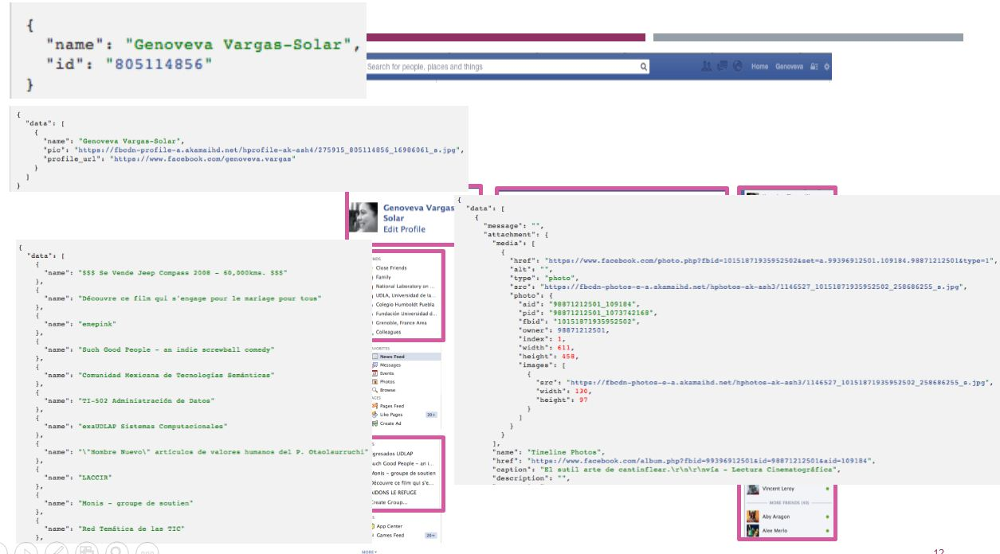 {
"name": "Genoveva Vargas-Solar",
"id": "805114856"
}
Search for people, places and things
Home Genoveva
{
"data": [
{
"name": "Genoveva Vargas-Solar",
"pic": "https://fbcdn-profile-a.akamaihd.net/hprofile-ak-ash4/275915_805114856_16986061_s.jpg",
"profile_url": "https://www.facebook.com/genoveva.vargas"
}
]
}
Genoveva Vargas
Solar
Edit Profile
{
"data": [
{
"name": "$$$ Se Vende Jeep Compass 2008 - 60,000kms. $$$"
},
{
"name": "Découvre ce film qui s'engage pour le mariage pour tous"
},
{
"name": "emepink"
},
{
"name": "Such Good People - an indie screwball comedy"
},
{
"name": "Comunidad Mexicana de Tecnologías Semánticas"
},
{
"name": "TI-502 Administración de Datos"
},
{
"name": "exaUDLAP Sistemas Computacionales"
},
{
"name": "\"Hombre Nuevo\" artículos de valores humanos del P. Otaolaurruchi"
},
{
"name": "LACCIR"
},
{
"name": "Monis - groupe de soutien"
},
{
"name": "Red Temática de las TIC"
},
NDS
Close Friends
Family
National Laboratory on ...
UDLA, Universidad de la...
Colegio Humboldt Puebla
Fundación Universidad d...
Grenoble, France Area
Colleagues
AVORITES
News Feed
Messages
Events
Photos
Browse
AGES
Pages Feed
Like Pages 20+
Create Ad
S
gresados UDLAP
uch Good People - an i...
Monis - groupe de soutien
Découvre ce film qui s'e...
NDONS LE REFUGE
Create Group...
S
App Center
Games Feed 20+
MORE
{
"data": [
{
"message": "",
"attachment": {
"media": [
{
"href": "https://www.facebook.com/photo.php?fbid=10151871935952502&set=a.99396912501.109184.98871212501&type=1",
"alt": "",
"type": "photo",
"src": "https://fbcdn-photos-e-a.akamaihd.net/hphotos-ak-ash3/1146527_10151871935952502_258686255_s.jpg",
"photo": {
"aid": "98871212501_109184",
"pid": "98871212501_1073742168",
"fbid": "10151871935952502",
"owner": 98871212501,
"index": 1,
"width": 611,
"height": 458,
"images": [
{
"src": "https://fbcdn-photos-e-a.akamaihd.net/hphotos-ak-ash3/1146527_10151871935952502_258686255_s.jpg",
"width": 130,
"height": 97
}
]
}
}
],
"name": "Timeline Photos",
"href": "https://www.facebook.com/album.php?fbid=99396912501&id=98871212501&aid=109184",
"caption": "El sutil arte de cantinflear.\r\n\r\nvía - Lectura Cinematográfica",
"description": "",
Vincent Leroy
MORE FRIENDS (40)
Aby Aragon
Alee Merlo
12